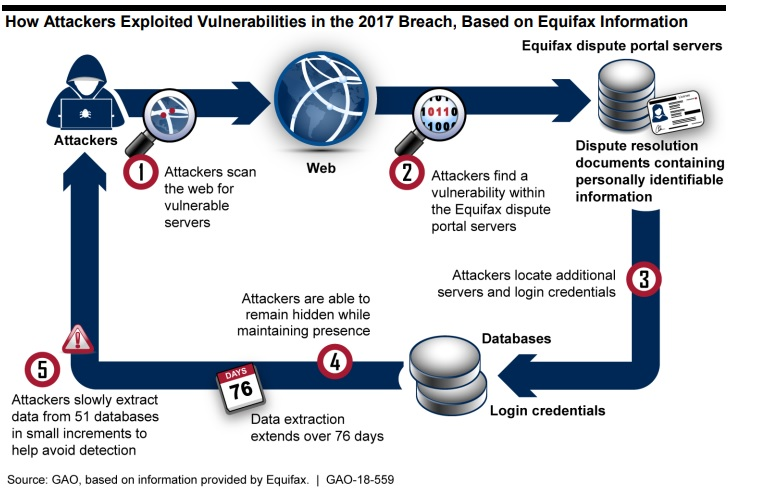 How Attackers Exploited Vulnerabilities in the 2017 Breach, Based on Equifax Information
Equifax dispute portal servers
Attackers
Web
Dispute resolution
documents containing
personally identifiable
information
1
Attackers scan
the web for
vulnerable
servers
0110
100
2
Attackers find a
vulnerability within
the Equifax dispute
portal servers
Attackers locate additional
servers and login credentials
3
Databases
Login credentials
Attackers are able to
remain hidden while
maintaining presence
4
DAYS
76
Data extraction
extends over 76 days
5
Attackers slowly extract
data from 51 databases
in small increments to
help avoid detection
Source: GAO, based on information provided by Equifax. | GAO-18-559